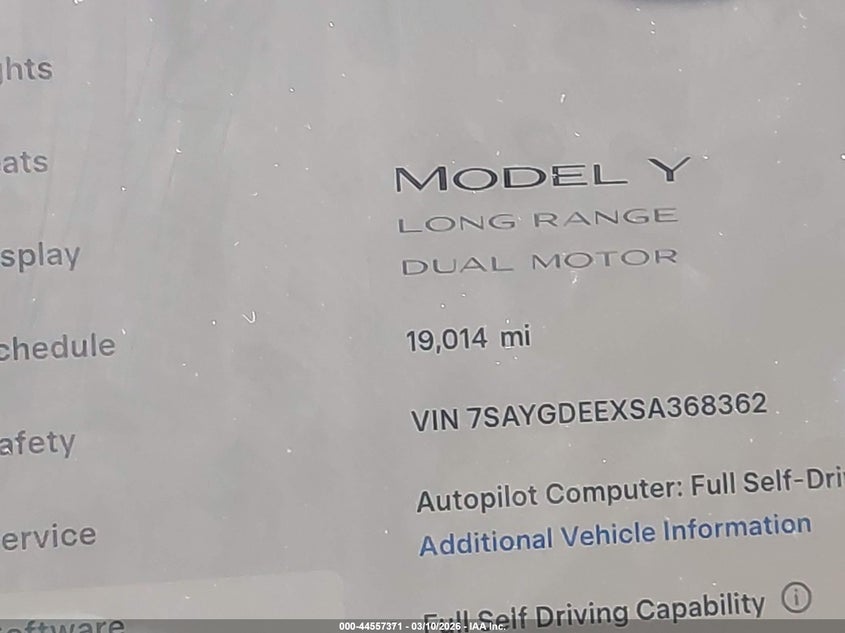 ghts
ats
splay
chedule
afety
ervice
oftware
MODEL Y
LONG RANGE
DUAL MOTOR
19,014 mi
VIN 7SAYGDEEXSA368362
Autopilot Computer: Full Self-Dri
Additional Vehicle Information
Full Self Driving Capability
000-44557371 - 03/10/2026 - IAA Inc.